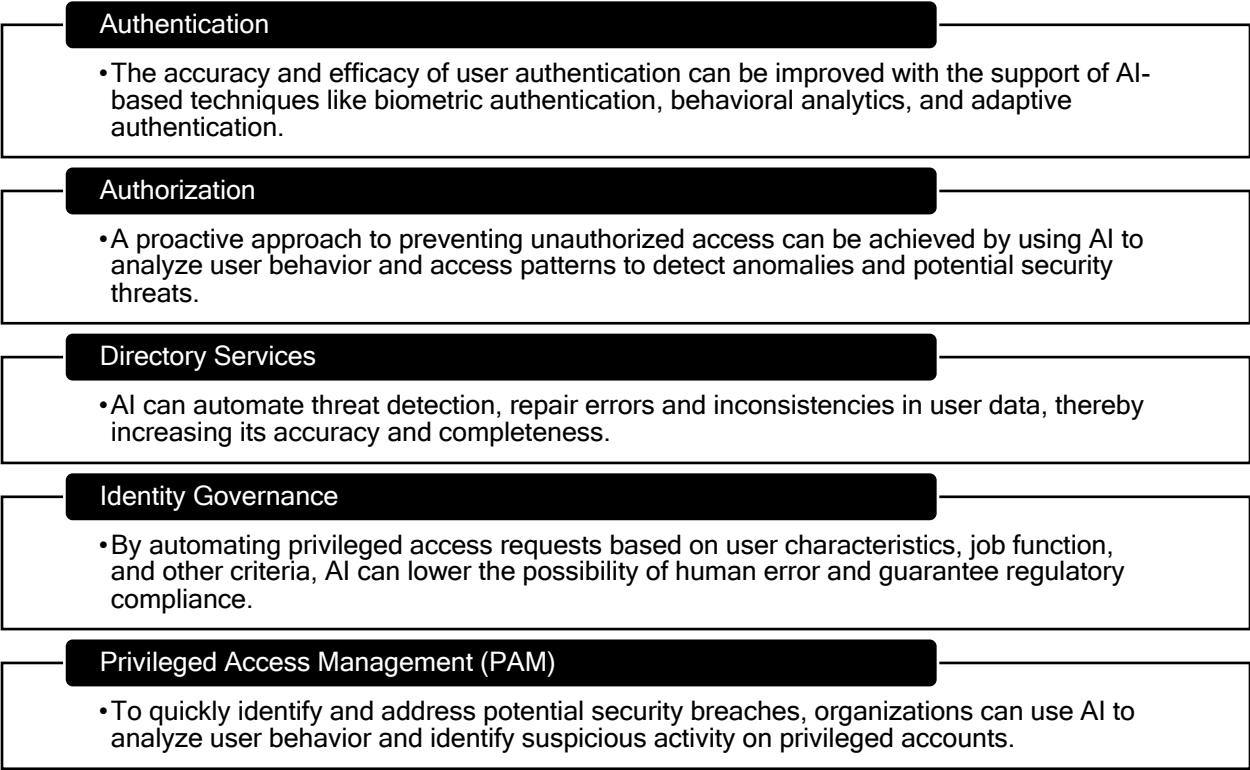 Authentication
•The accuracy and efficacy of user authentication can be improved with the support of AI-
based techniques like biometric authentication, behavioral analytics, and adaptive
authentication.
Authorization
•A proactive approach to preventing unauthorized access can be achieved by using AI to
analyze user behavior and access patterns to detect anomalies and potential security
threats.
Directory Services
•AI can automate threat detection, repair errors and inconsistencies in user data, thereby
increasing its accuracy and completeness.
Identity Governance
•By automating privileged access requests based on user characteristics, job function,
and other criteria, AI can lower the possibility of human error and guarantee regulatory
compliance.
Privileged Access Management (PAM)
•To quickly identify and address potential security breaches, organizations can use AI to
analyze user behavior and identify suspicious activity on privileged accounts.